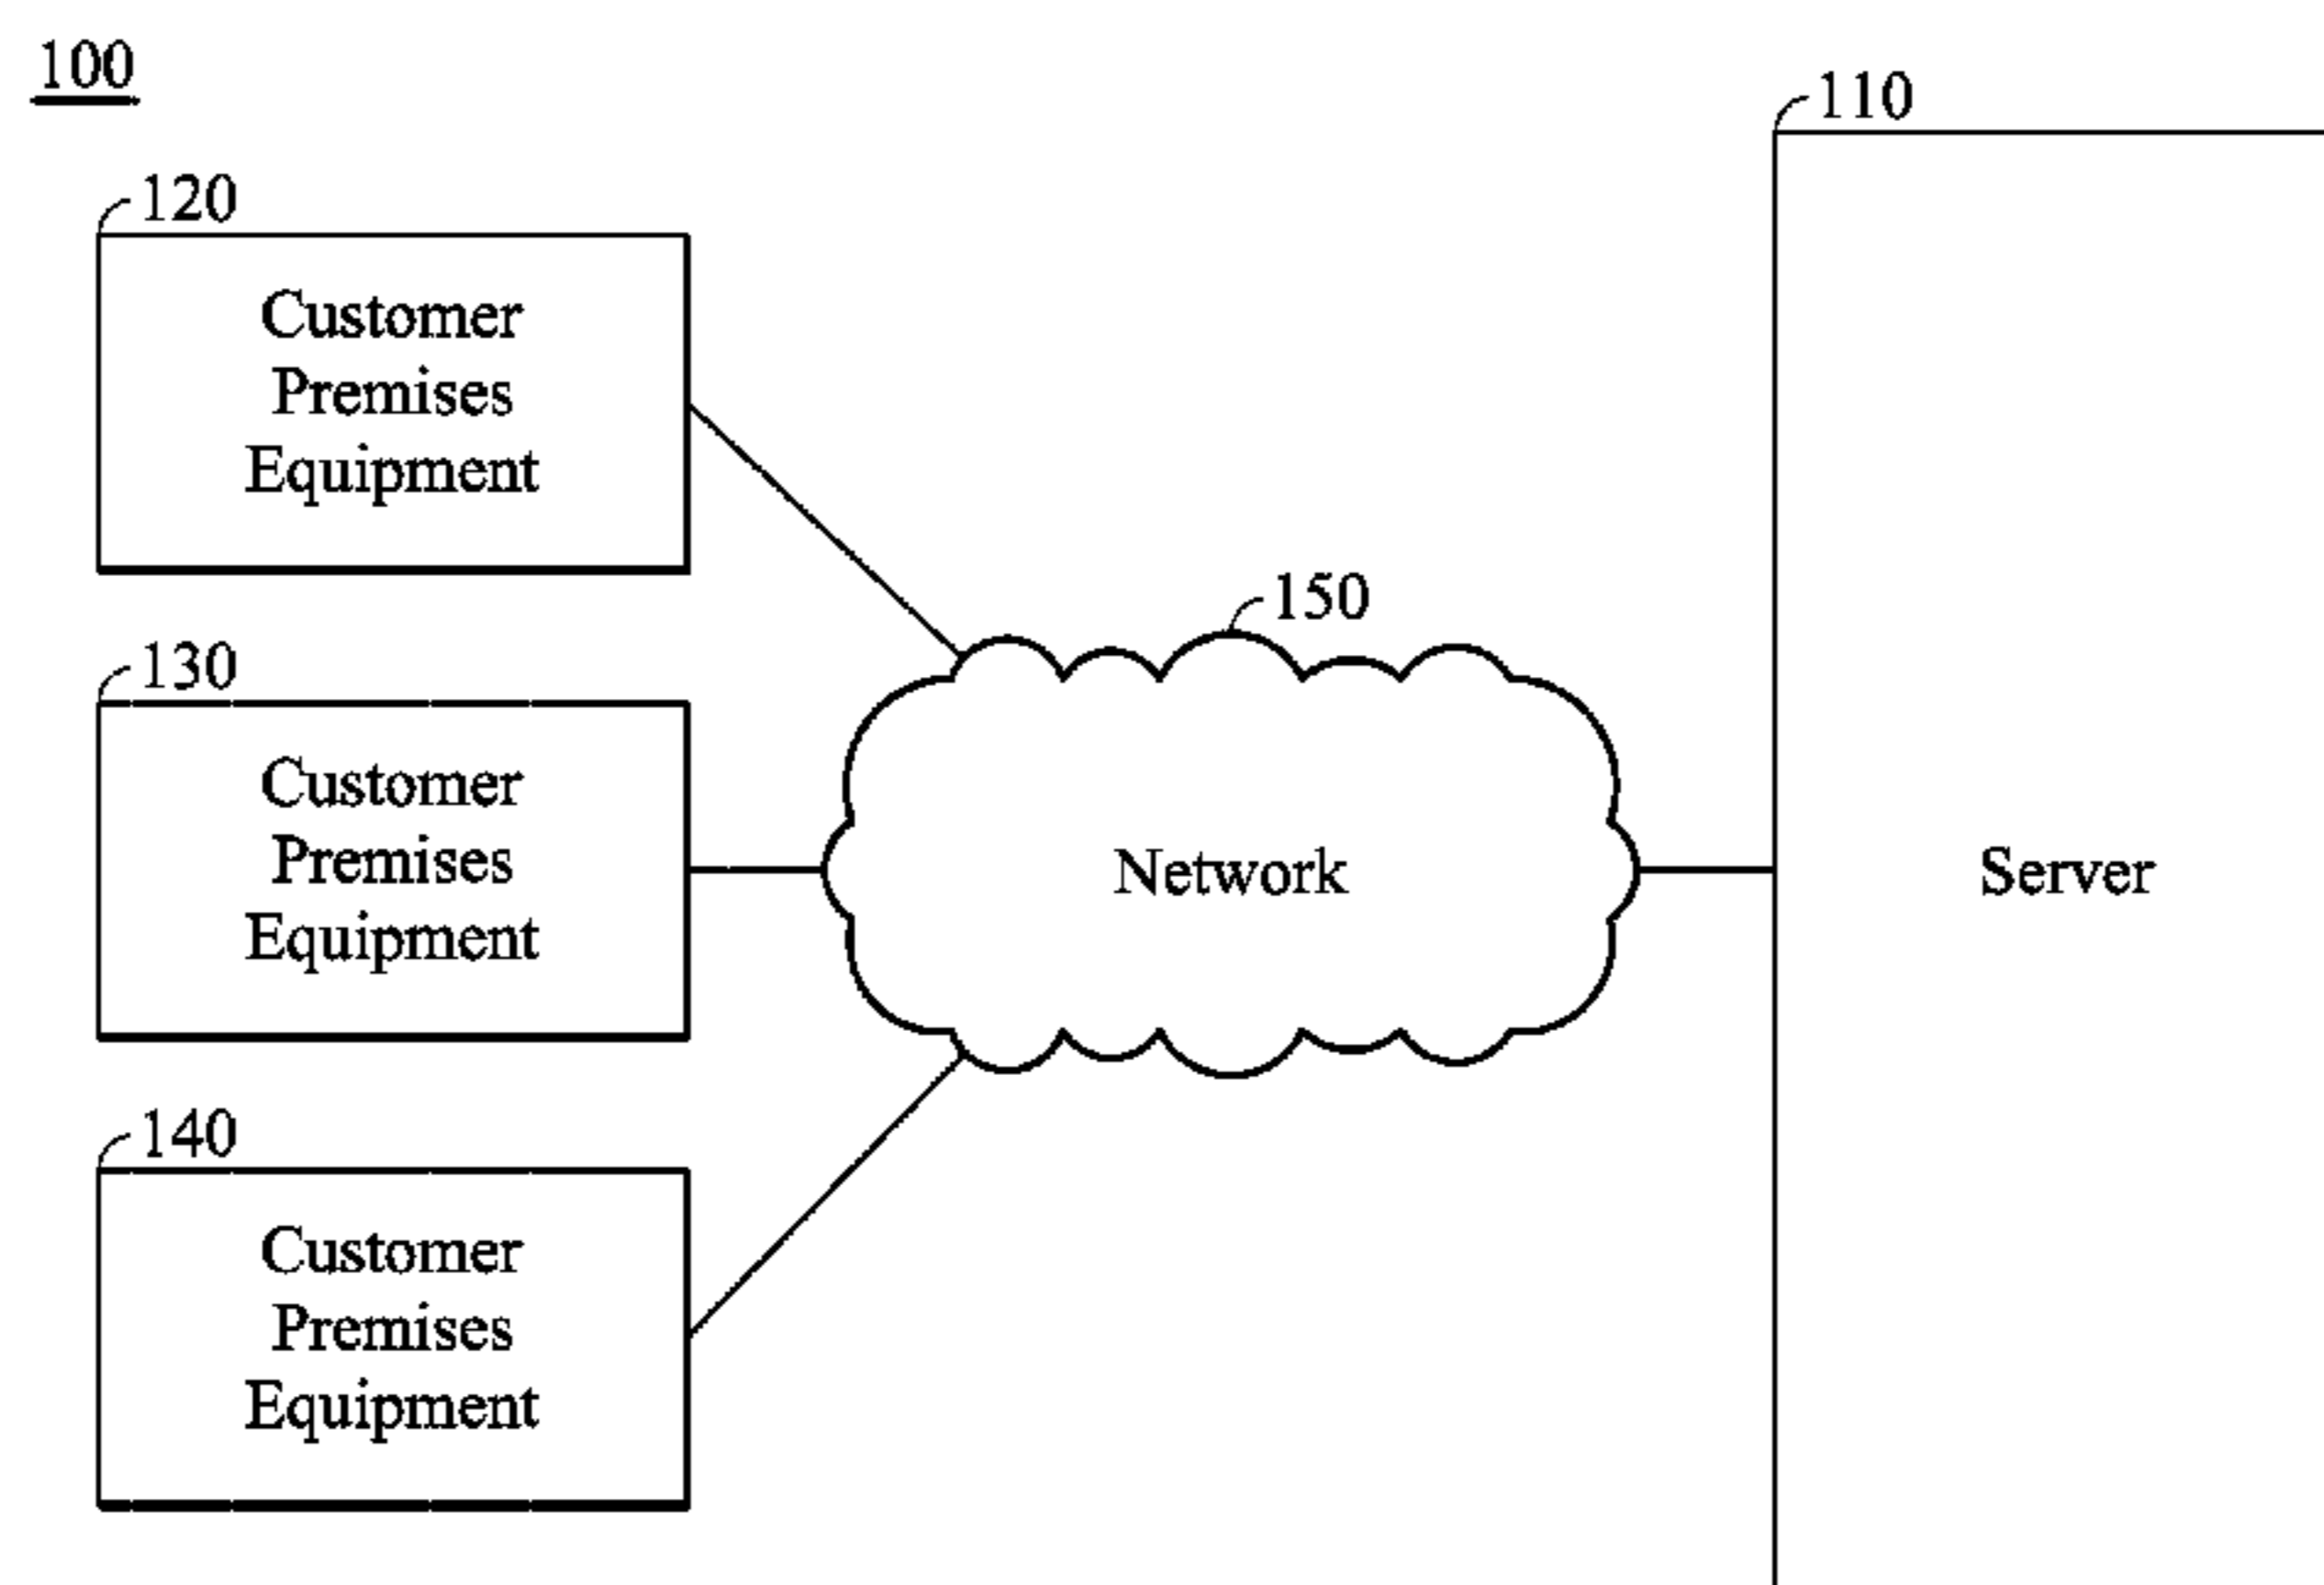 100
110
120
Customer
Premises
Equipment
150
130
Customer
Premises
Equipment
Network
Server
140
Customer
Premises
Equipment